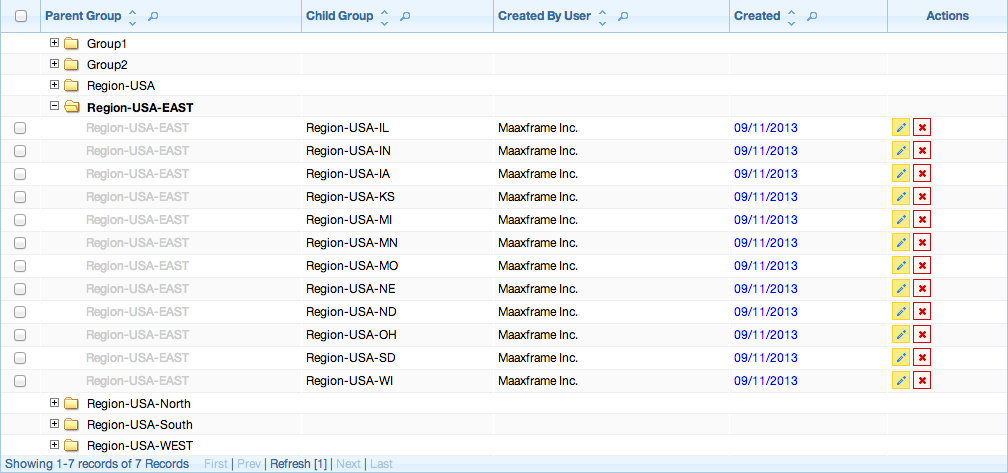 Parent Group Child Group Created By User Created Actions
Group1
Group2
Region-USA
Region-USA-EAST
Region-USA-EAST Region-USA-IL Maaxframe Inc. 09/11/2013
Region-USA-EAST Region-USA-IN Maaxframe Inc. 09/11/2013
Region-USA-EAST Region-USA-IA Maaxframe Inc. 09/11/2013
Region-USA-EAST Region-USA-KS Maaxframe Inc. 09/11/2013
Region-USA-EAST Region-USA-MI Maaxframe Inc. 09/11/2013
Region-USA-EAST Region-USA-MN Maaxframe Inc. 09/11/2013
Region-USA-EAST Region-USA-MO Maaxframe Inc. 09/11/2013
Region-USA-EAST Region-USA-NE Maaxframe Inc. 09/11/2013
Region-USA-EAST Region-USA-ND Maaxframe Inc. 09/11/2013
Region-USA-EAST Region-USA-OH Maaxframe Inc. 09/11/2013
Region-USA-EAST Region-USA-SD Maaxframe Inc. 09/11/2013
Region-USA-EAST Region-USA-WI Maaxframe Inc. 09/11/2013
Region-USA-North
Region-USA-South
Region-USA-WEST
Showing 1-7 records of 7 Records First | Prev | Refresh [1] | Next | Last